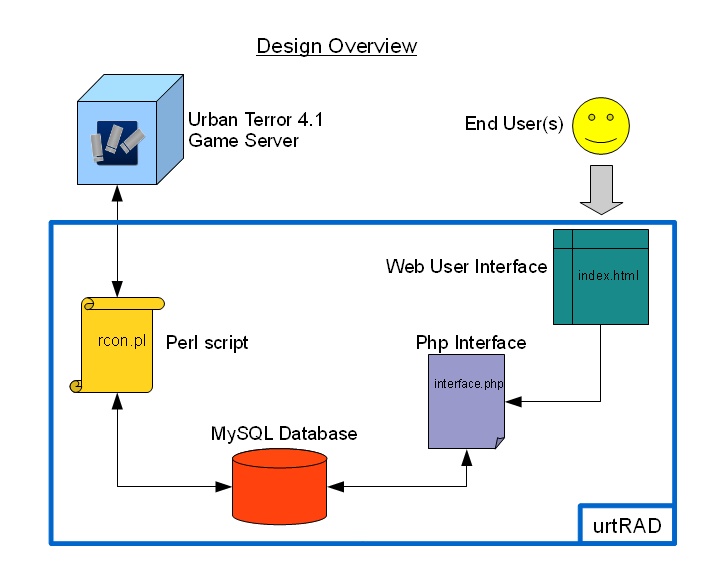 Design Overview
Urban Terror 4.1
Game Server
End User(s)
Web User Interface
index.html
rcon.pl
Perl script
Php Interface
interface.php
MySQL Database
urtRAD